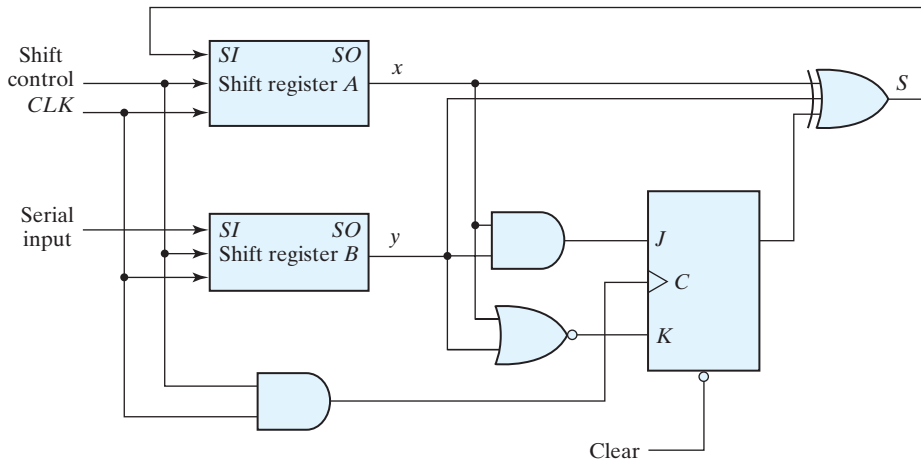 SI SO
Shift register A
x
S
Shift
control
CLK
Serial
input
SI SO
Shift register B
y
J
C
K
Clear